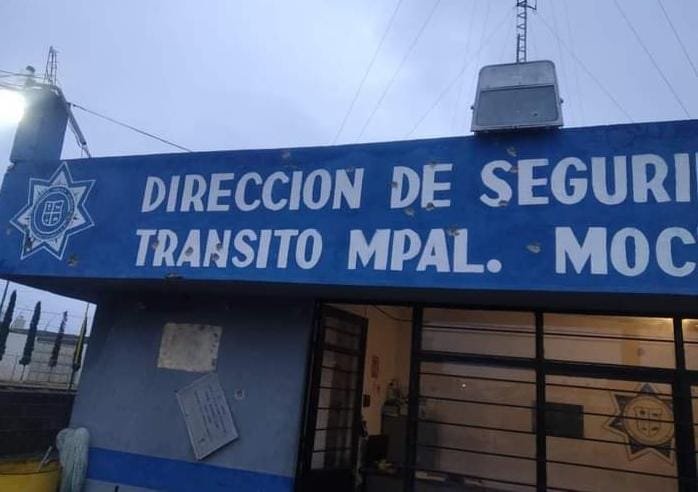 DIRECCION DE SEGURI
TRANSITO MPAL. MOC